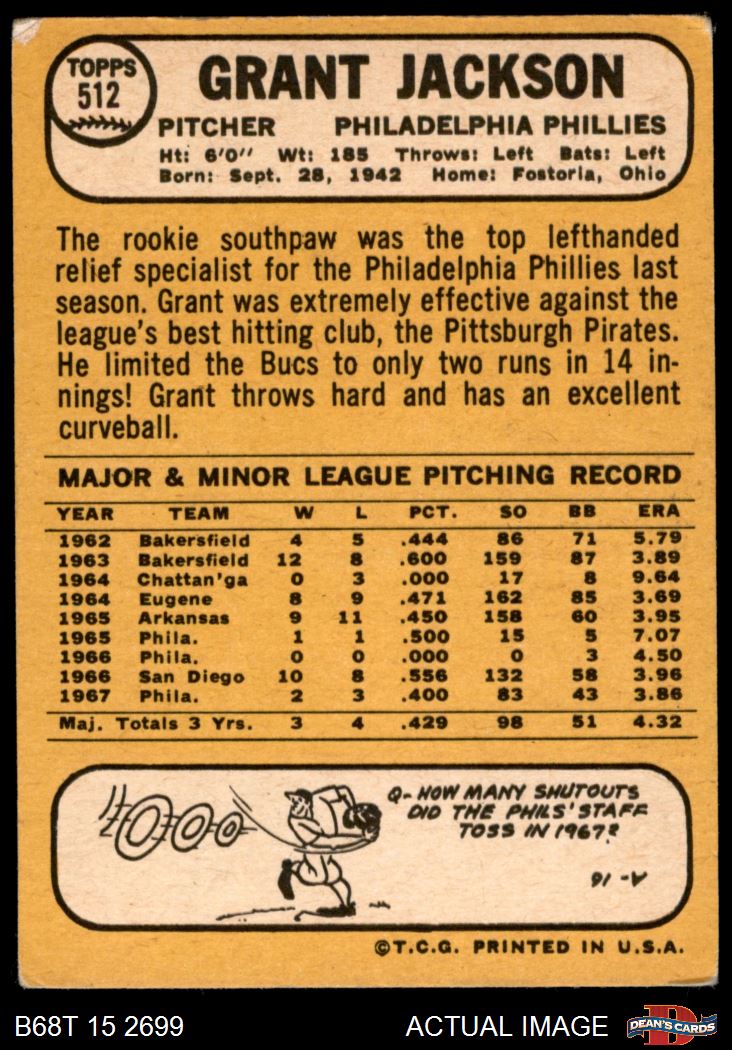 TOPPS
512
GRANT JACKSON
PITCHER PHILADELPHIA PHILLIES
Ht: 6'0" Wt: 185 Throws: Left Bats: Left
Born: Sept. 28, 1942 Home: Fostoria, Ohio
The rookie southpaw was the top lefthanded
relief specialist for the Philadelphia Phillies last
season. Grant was extremely effective against the
league's best hitting club, the Pittsburgh Pirates.
He limited the Bucs to only two runs in 14 in-
nings! Grant throws hard and has an excellent
curveball.
MAJOR & MINOR LEAGUE PITCHING RECORD
YEAR TEAM W L PCT. SO BB ERA
1962 Bakersfield 4 5 .444 86 71 5.79
1963 Bakersfield 12 8 .600 159 87 3.89
1964 Chattan'ga 0 3 .000 17 8 9.64
1964 Eugene 8 9 .471 162 85 3.69
1965 Arkansas 9 11 .450 158 60 3.95
1965 Phila. 1 1 .500 15 5 7.07
1966 Phila. 0 0 .000 0 3 4.50
1966 San Diego 10 8 .556 132 58 3.96
1967 Phila. 2 3 .400 83 43 3.86
Maj. Totals 3 Yrs. 3 4 .429 98 51 4.32
Q- HOW MANY SHUTOUTS
DID THE PHILS' STAFF
TOSS IN 1967?
A- 16
©T.C.G. PRINTED IN U.S.A.
B68T 15 2699 ACTUAL IMAGE D DEAN'S CARDS